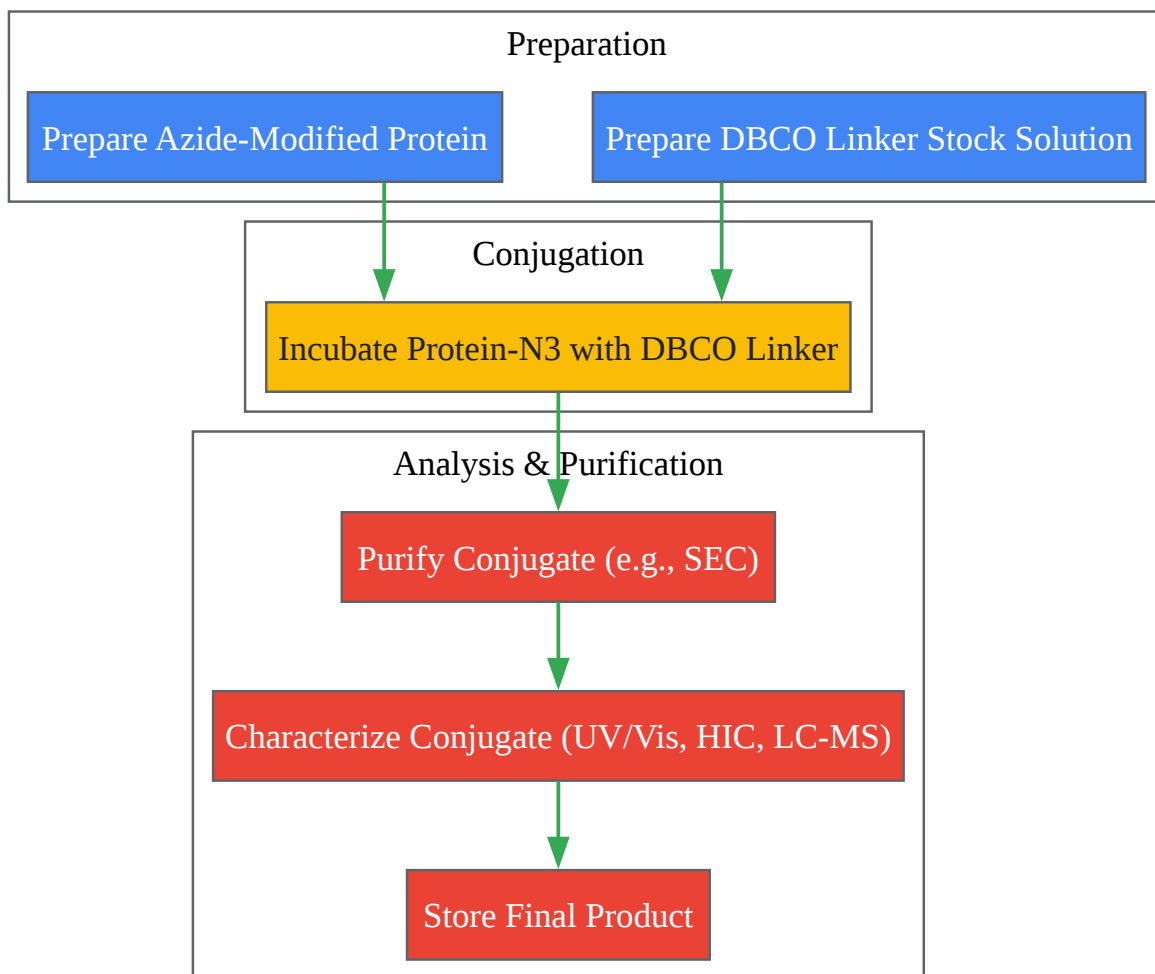 Preparation
Prepare Azide-Modified Protein
Prepare DBCO Linker Stock Solution
Conjugation
Incubate Protein-N3 with DBCO Linker
Analysis & Purification
Purify Conjugate (e.g., SEC)
Characterize Conjugate (UV/Vis, HIC, LC-MS)
Store Final Product